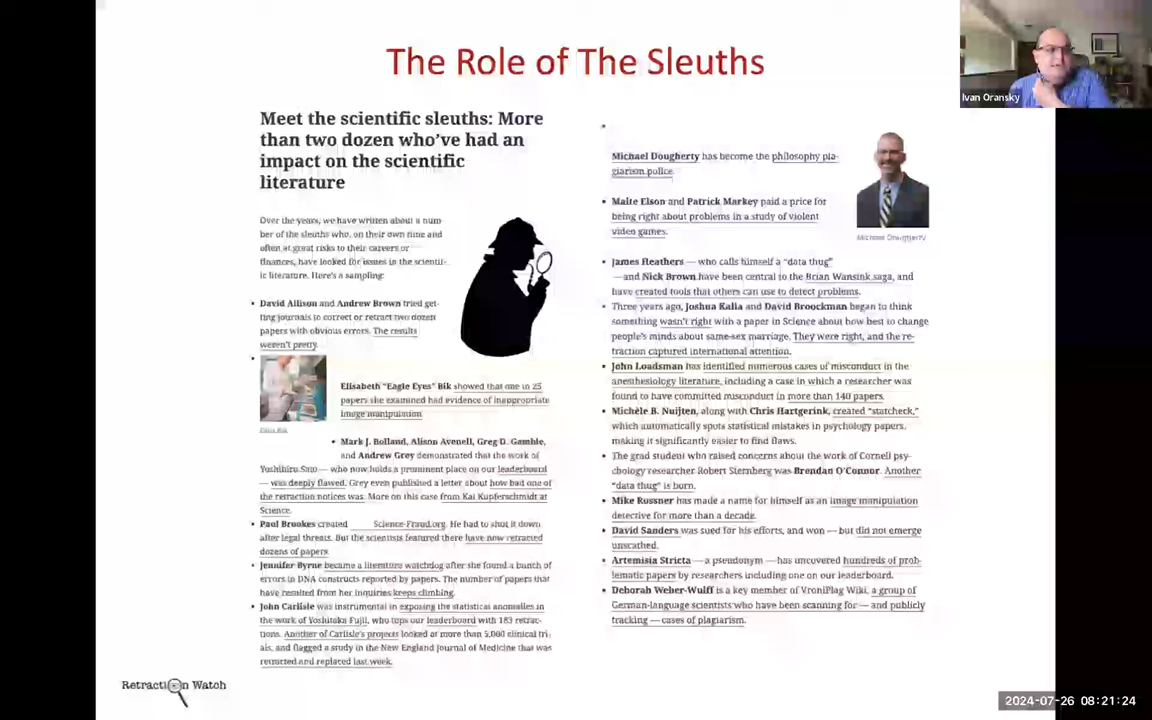 The Role of The Sleuths
Ivan Oransky
Meet the scientific sleuths: More
than two dozen who've had an
impact on the scientific
literature
Over the years, we have written about a num-
ber of the sleuths who, on their own time and
often at great risks to their careers or
finances, have looked for issues in the scientif-
ic literature. Here's a sampling:
• David Allison and Andrew Brown tried get-
ting journals to correct or retract two dozen
papers with obvious errors. The results
weren't pretty.
• Elisabeth "Eagle Eyes" Bik showed that one in 25
papers she examined had evidence of inappropriate
image manipulation.
• Mark J. Bolland, Alison Avenell, Greg D. Gamble,
and Andrew Grey demonstrated that the work of
Yoshihiro Sato — who now holds a prominent place on our leaderboard
— was deeply flawed. Grey even published a letter about how bad one of
the retraction notices was. More on this case from Kai Kupferschmidt at
Science.
• Paul Brookes created Science-Fraud.org. He had to shut it down
after legal threats. But the scientists featured there have now retracted
dozens of papers.
• Jennifer Byrne became a literature watchdog after she found a bunch of
errors in DNA constructs reported by papers. The number of papers that
have resulted from her inquiries keeps climbing.
• John Carlisle was instrumental in exposing the statistical anomalies in
the work of Yoshitaka Fujii, who tops our leaderboard with 183 retrac-
tions. Another of Carlisle's projects looked at more than 5,000 clinical tri-
als, and flagged a study in the New England Journal of Medicine that was
retracted and replaced last week.
Michael Dougherty has become the philosophy pla-
giarism police.
Michael Dougherty
• Malte Elson and Patrick Markey paid a price for
being right about problems in a study of violent
video games.
• James Heathers — who calls himself a "data thug"
— and Nick Brown have been central to the Brian Wansink saga, and
have created tools that others can use to detect problems.
• Three years ago, Joshua Kalla and David Broockman began to think
something wasn't right with a paper in Science about how best to change
people's minds about same-sex marriage. They were right, and the re-
traction captured international attention.
• John Loadsman has identified numerous cases of misconduct in the
anesthesiology literature, including a case in which a researcher was
found to have committed misconduct in more than 140 papers.
• Michèle B. Nuijten, along with Chris Hartgerink, created "statcheck,"
which automatically spots statistical mistakes in psychology papers,
making it significantly easier to find flaws.
• The grad student who raised concerns about the work of Cornell psy-
chology researcher Robert Sternberg was Brendan O'Connor. Another
"data thug" is born.
• Mike Rossner has made a name for himself as an image manipulation
detective for more than a decade.
• David Sanders was sued for his efforts, and won — but did not emerge
unscathed.
• Artemisia Stricta — a pseudonym — has uncovered hundreds of prob-
lematic papers by researchers including one on our leaderboard.
• Deborah Weber-Wulff is a key member of VroniPlag Wiki, a group of
German-language scientists who have been scanning for — and publicly
tracking — cases of plagiarism.
Retraction Watch
2024-07-26 08:21:24